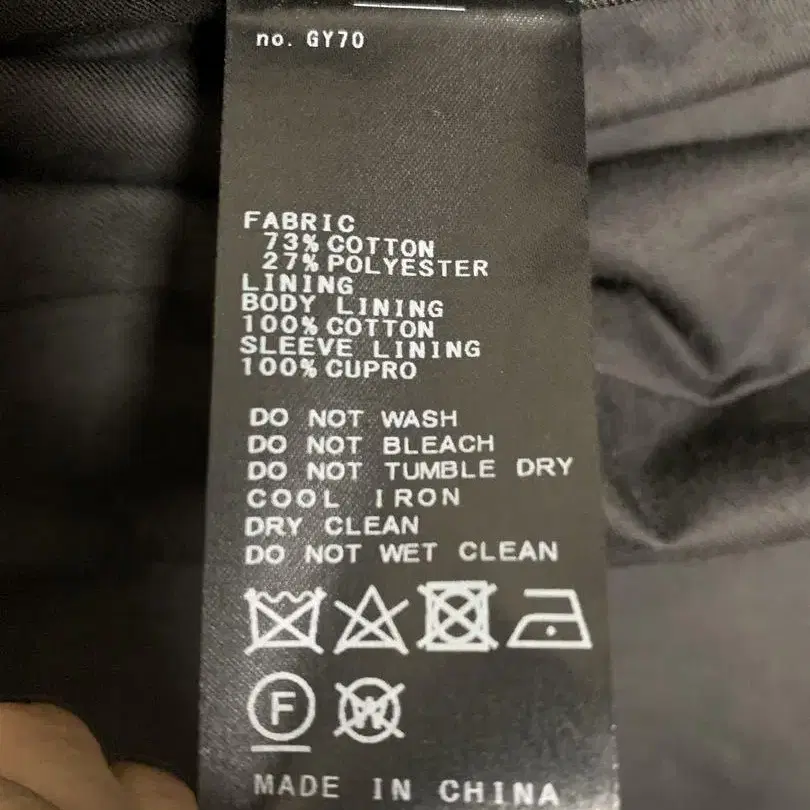 no. GY70
FABRIC
73% COTTON
27% POLYESTER
LINING
BODY LINING
100% COTTON
SLEEVE LINING
100% CUPRO
DO NOT WASH
DO NOT BLEACH
DO NOT TUMBLE DRY
COOL IRON
DRY CLEAN
DO NOT WET CLEAN
F W
MADE IN CHINA